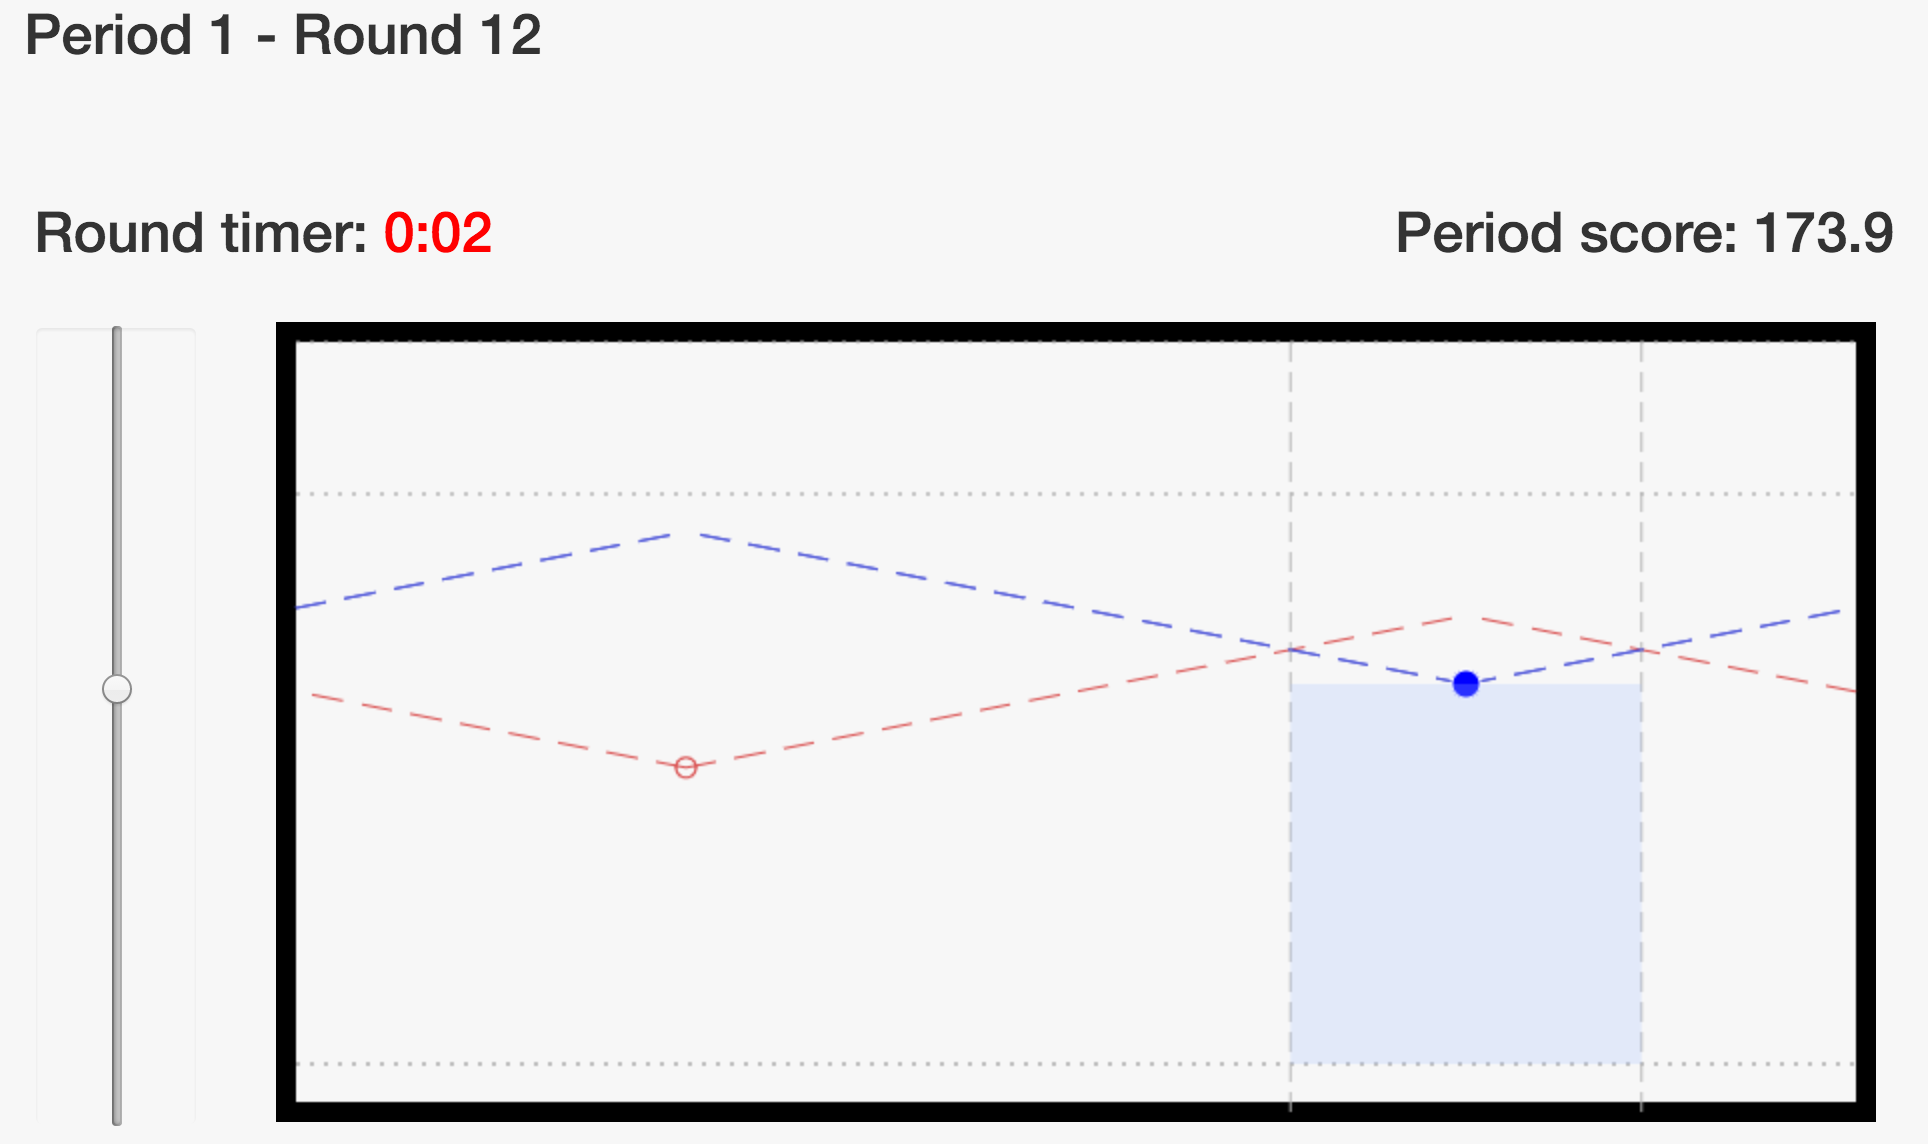 Period 1 - Round 12
Round timer: 0:02
Period score: 173.9